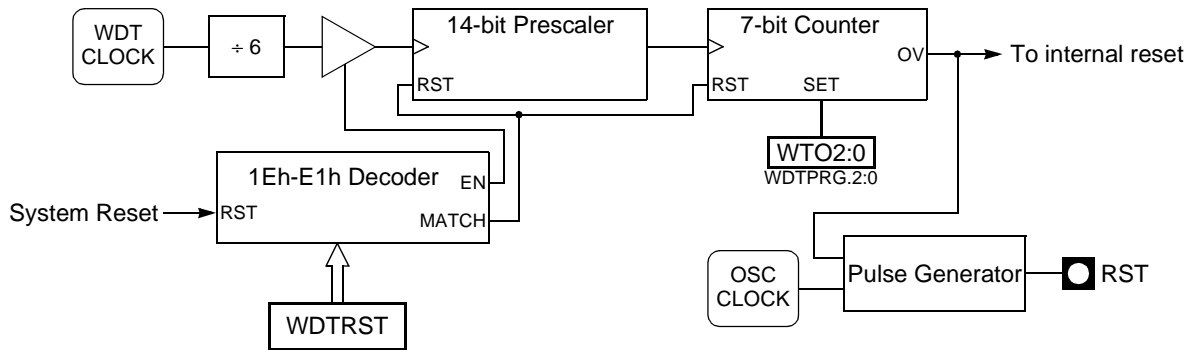 WDT
CLOCK
÷ 6
14-bit Prescaler
RST
7-bit Counter
RST
SET
OV
To internal reset
WTO2:0
WDTPRG.2:0
1Eh-E1h Decoder
EN
System Reset
RST
MATCH
WDTRST
OSC
CLOCK
Pulse Generator
RST